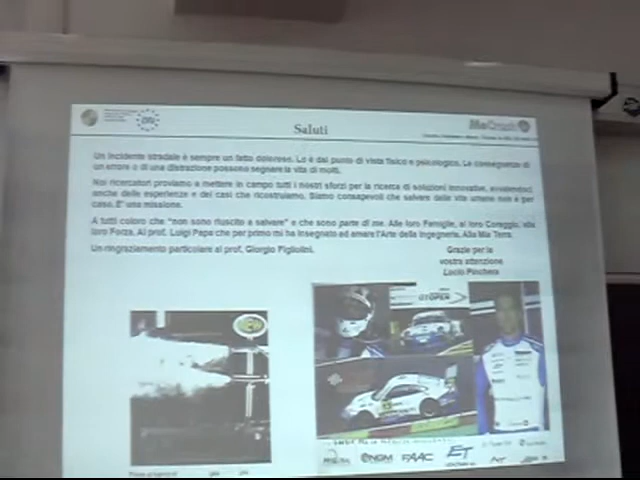 Saluti
Un incidente stradale è sempre un fatto doloroso. Lo è dal punto di vista fisico e psicologico. Le conseguenze di
un errore o di una distrazione possono segnare la vita di molti.
Noi ricercatori proviamo a mettere in campo tutti i nostri sforzi per la ricerca di soluzioni innovative, avvalendoci
anche delle esperienze e dei casi che ricostruiamo. Siamo consapevoli che salvare delle vite umane non è per
caso. E' una missione.
A tutti coloro che "non sono riuscito a salvare" e che sono parte di me. Alle loro Famiglie, al loro Coraggio, alla
loro Forza. Al prof. Luigi Papa che per primo mi ha insegnato ad amare l'Arte della Ingegneria. Alla Mia Terra.
Un ringraziamento particolare al prof. Giorgio Figliolini.
Grazie per la
vostra attenzione
Lucio Pinchera
GTOPEN
NGM
FAAC
ET